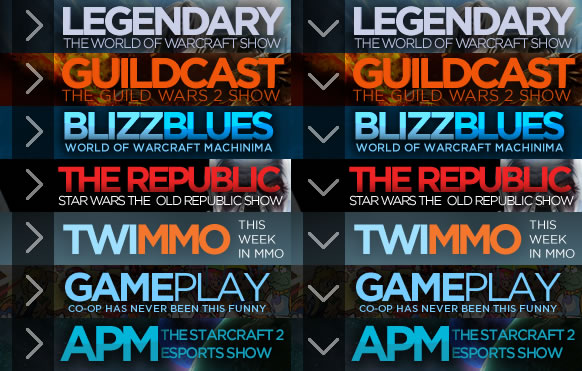 LEGENDARY
THE WORLD OF WARCRAFT SHOW
GUILDCAST
THE GUILD WARS 2 SHOW
BLIZZBLUES
WORLD OF WARCRAFT MACHINIMA
THE REPUBLIC
STAR WARS THE OLD REPUBLIC SHOW
TWIMMO
THIS
WEEK
IN MMO
GAMEPLAY
CO-OP HAS NEVER BEEN THIS FUNNY
APM
THE STARCRAFT 2
ESPORTS SHOW
LEGENDARY
THE WORLD OF WARCRAFT SHOW
GUILDCAST
THE GUILD WARS 2 SHOW
BLIZZBLUES
WORLD OF WARCRAFT MACHINIMA
THE REPUBLIC
STAR WARS THE OLD REPUBLIC SHOW
TWIMMO
THIS
WEEK
IN MMO
GAMEPLAY
CO-OP HAS NEVER BEEN THIS FUNNY
APM
THE STARCRAFT 2
ESPORTS SHOW